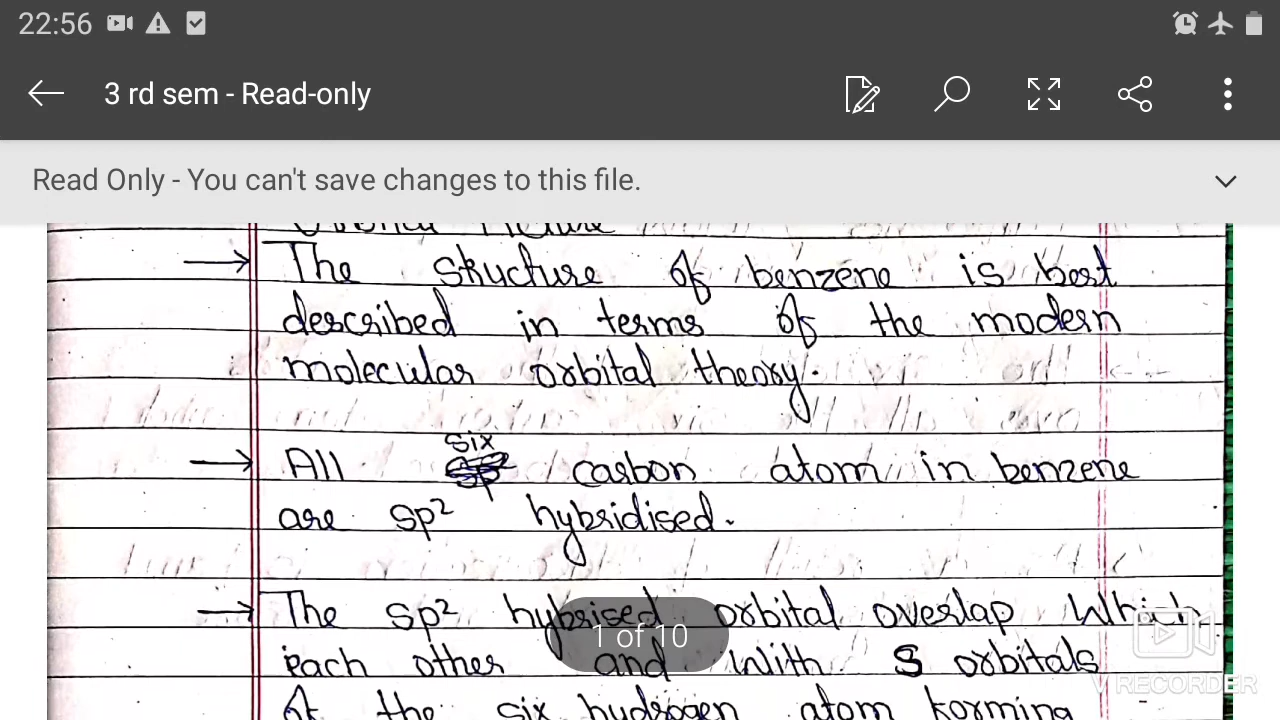 22:56
3 rd sem - Read-only
Read Only - You can't save changes to this file.
The structure of benzene is best
described in terms of the modern
molecular orbital theory.
six
All carbon atom in benzene
are sp² hybridised.
The sp² hybrised orbital overlap which
each other and with s orbitals
of the six hydrogen atom forming
1 of 10
V RECORDER